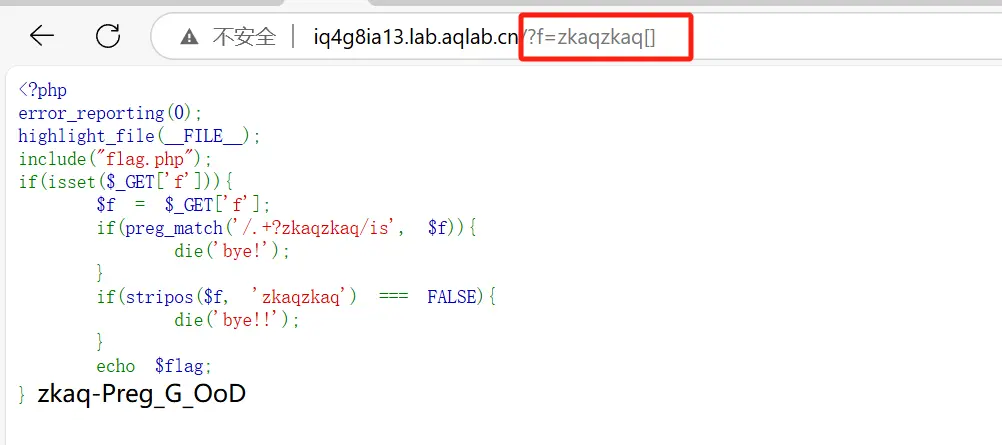 不安全 | iq4g8ia13.lab.aqlab.cn/?f=zkaqzkaq[]
<?php
error_reporting(0);
highlight_file(__FILE__);
include("flag.php");
if(isset($_GET['f'])){
$f = $_GET['f'];
if(preg_match('/.+?zkaqzkaq/is', $f)){
die('bye!');
}
if(stripos($f, 'zkaqzkaq') === FALSE){
die('bye!!');
}
echo $flag;
} zkaq-Preg_G_OoD